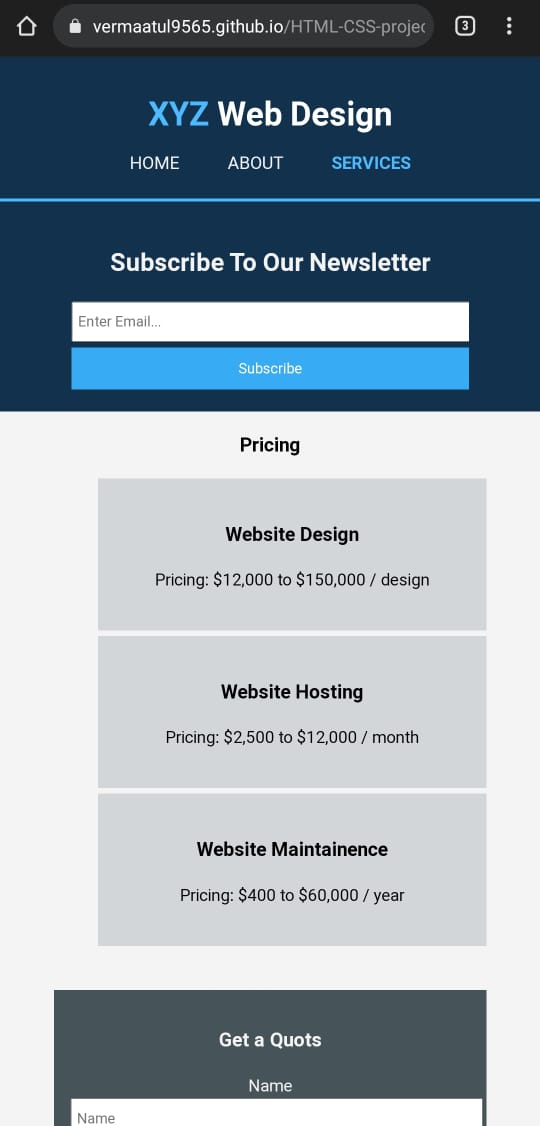 vermaatul9565.github.io/HTML-CSS-projec
3
XYZ Web Design
HOME ABOUT SERVICES
Subscribe To Our Newsletter
Enter Email...
Subscribe
Pricing
Website Design
Pricing: $12,000 to $150,000 / design
Website Hosting
Pricing: $2,500 to $12,000 / month
Website Maintainence
Pricing: $400 to $60,000 / year
Get a Quots
Name
Name